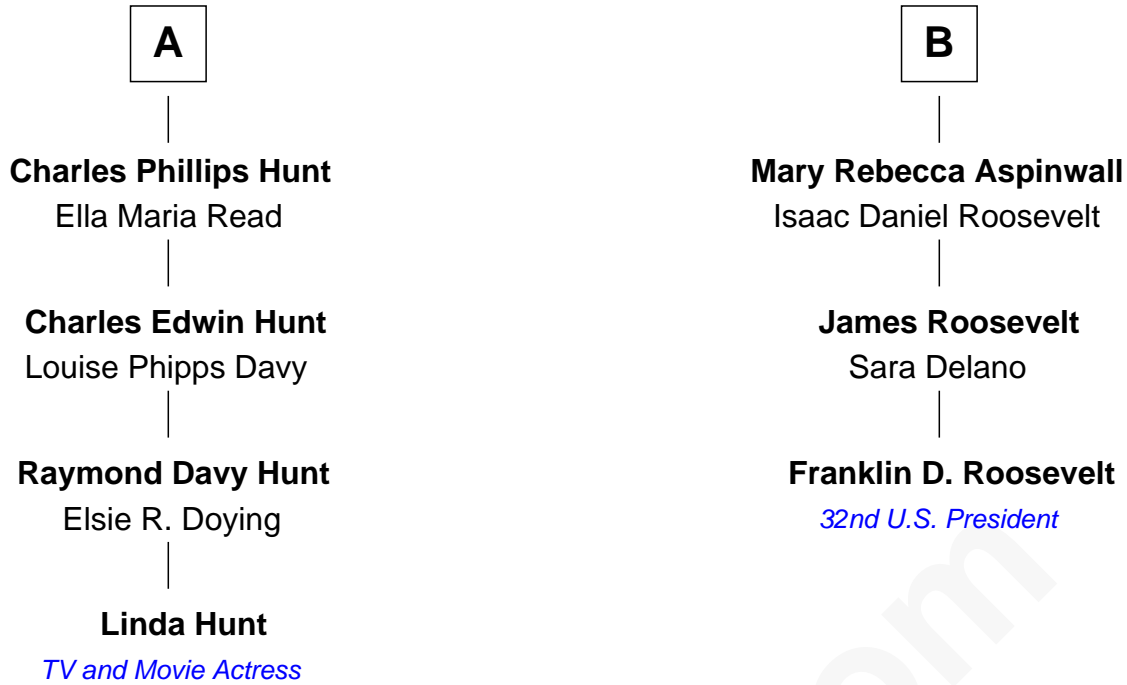 A
Charles Phillips Hunt
Ella Maria Read
Charles Edwin Hunt
Louise Phipps Davy
Raymond Davy Hunt
Elsie R. Doying
Linda Hunt
TV and Movie Actress
B
Mary Rebecca Aspinwall
Isaac Daniel Roosevelt
James Roosevelt
Sara Delano
Franklin D. Roosevelt
32nd U.S. President
om